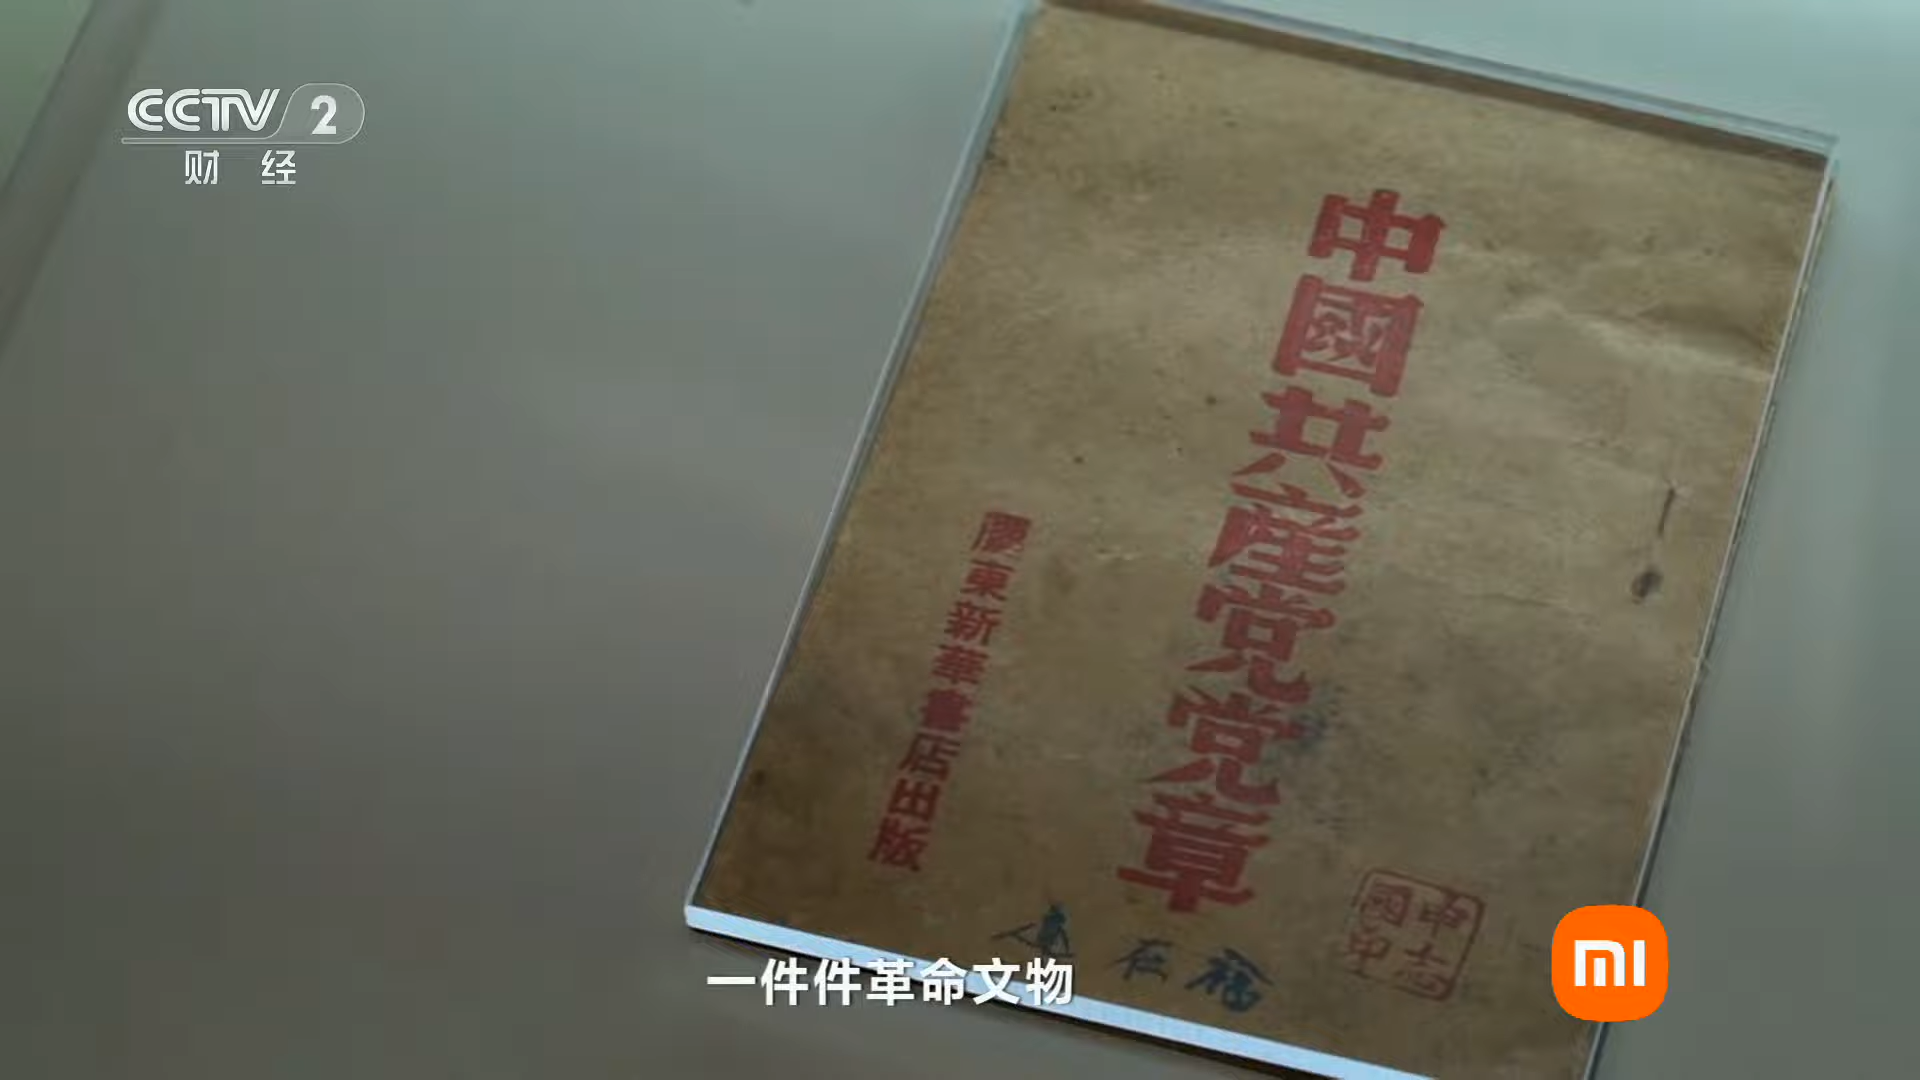 CCTV 2
财 经
中國共産党党章
膠東新華書店出版
一件件革命文物